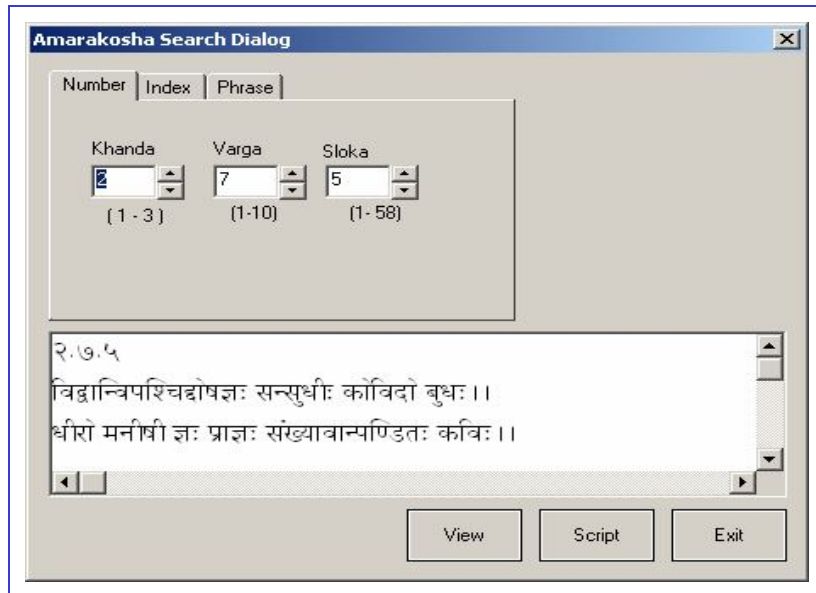 Amarakosha Search Dialog
Number Index Phrase
Khanda Varga Sloka
2 7 5
( 1 - 3 ) (1-10) (1- 58)
२.७.५
विद्वान्विपश्चिद्दोषज्ञः सन्सुधीः कोविदो बुधः।।
धीरो मनीषी ज्ञः प्राज्ञः संख्यावान्पण्डितः कविः।।
View Script Exit